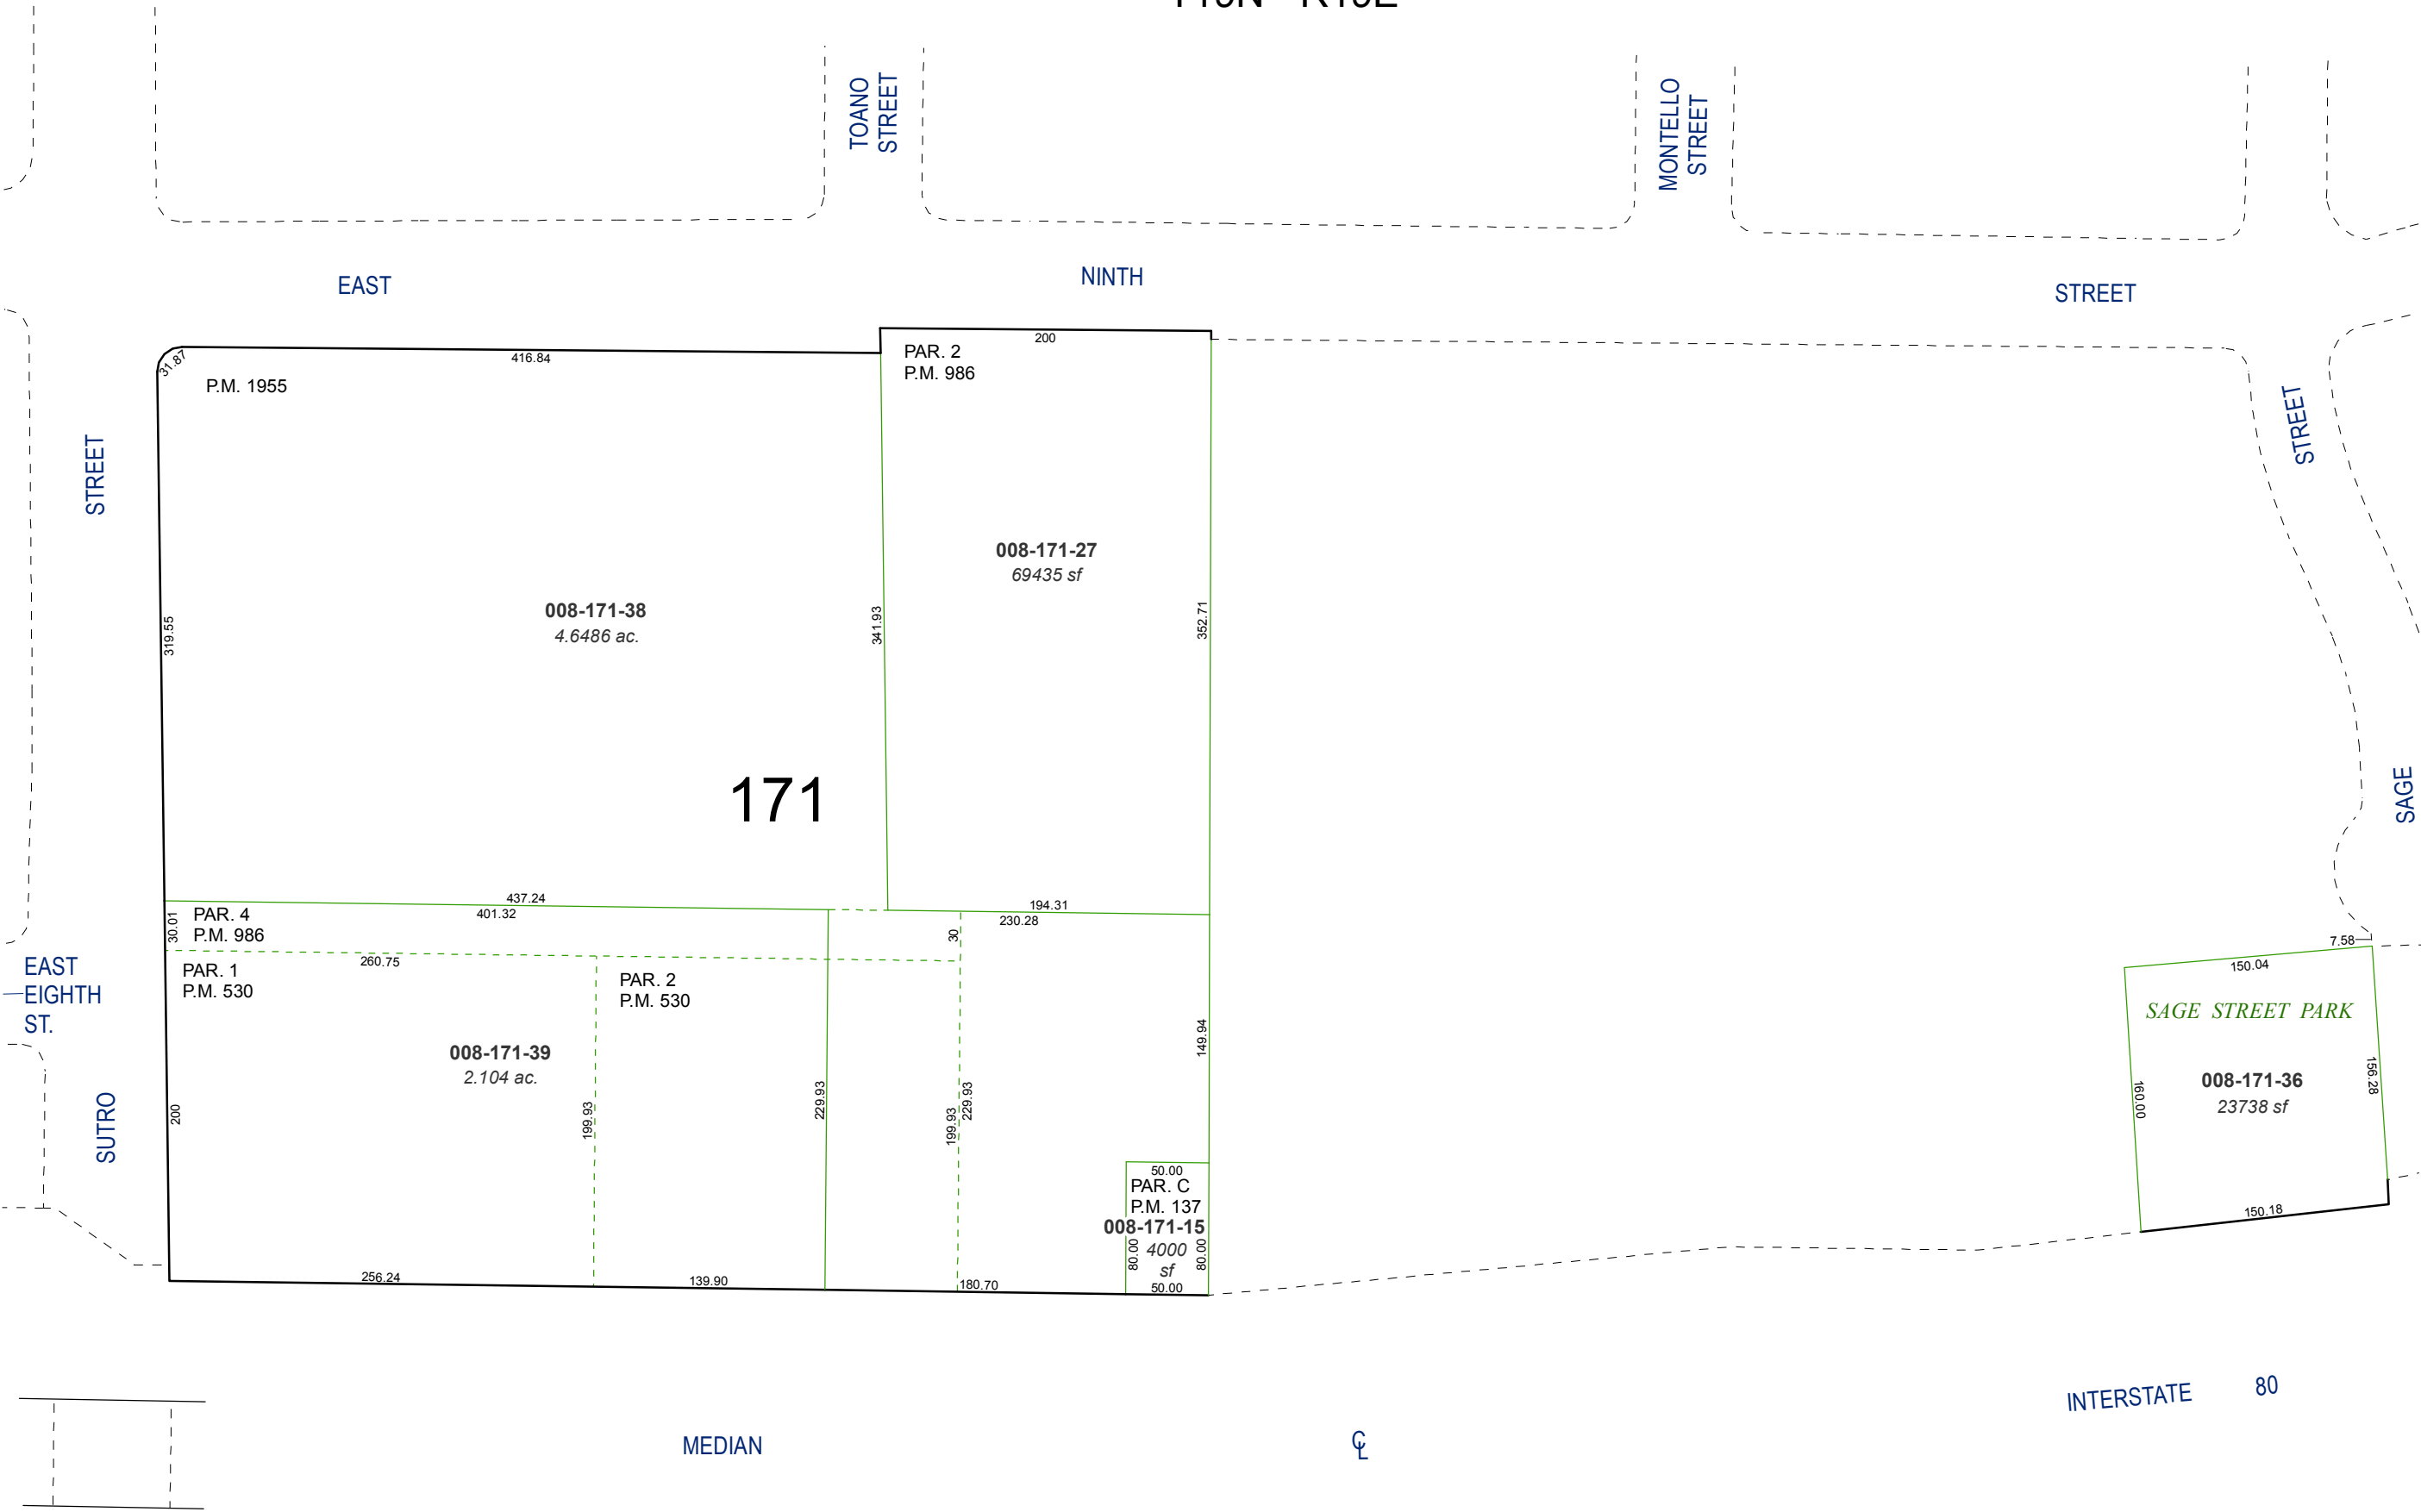 TOANO
STREET
MONTELLO
STREET
EAST
NINTH
STREET
200
416.84
31.87
PAR. 2
P.M. 986
P.M. 1955
STREET
STREET
008-171-27
69435 sf
008-171-38
4.6486 ac.
319.55
341.93
352.71
171
SAGE
437.24
401.32
194.31
230.28
30.01
PAR. 4
P.M. 986
30
7.58
260.75
150.04
EAST
EIGHTH
ST.
PAR. 1
P.M. 530
PAR. 2
P.M. 530
SAGE STREET PARK
149.94
008-171-39
2.104 ac.
008-171-36
23738 sf
156.28
160.00
SUTRO
200
199.93
229.93
199.93
229.93
50.00
PAR. C
P.M. 137
008-171-15
4000
sf
80.00
80.00
50.00
150.18
256.24
139.90
180.70
INTERSTATE 80
MEDIAN
℄